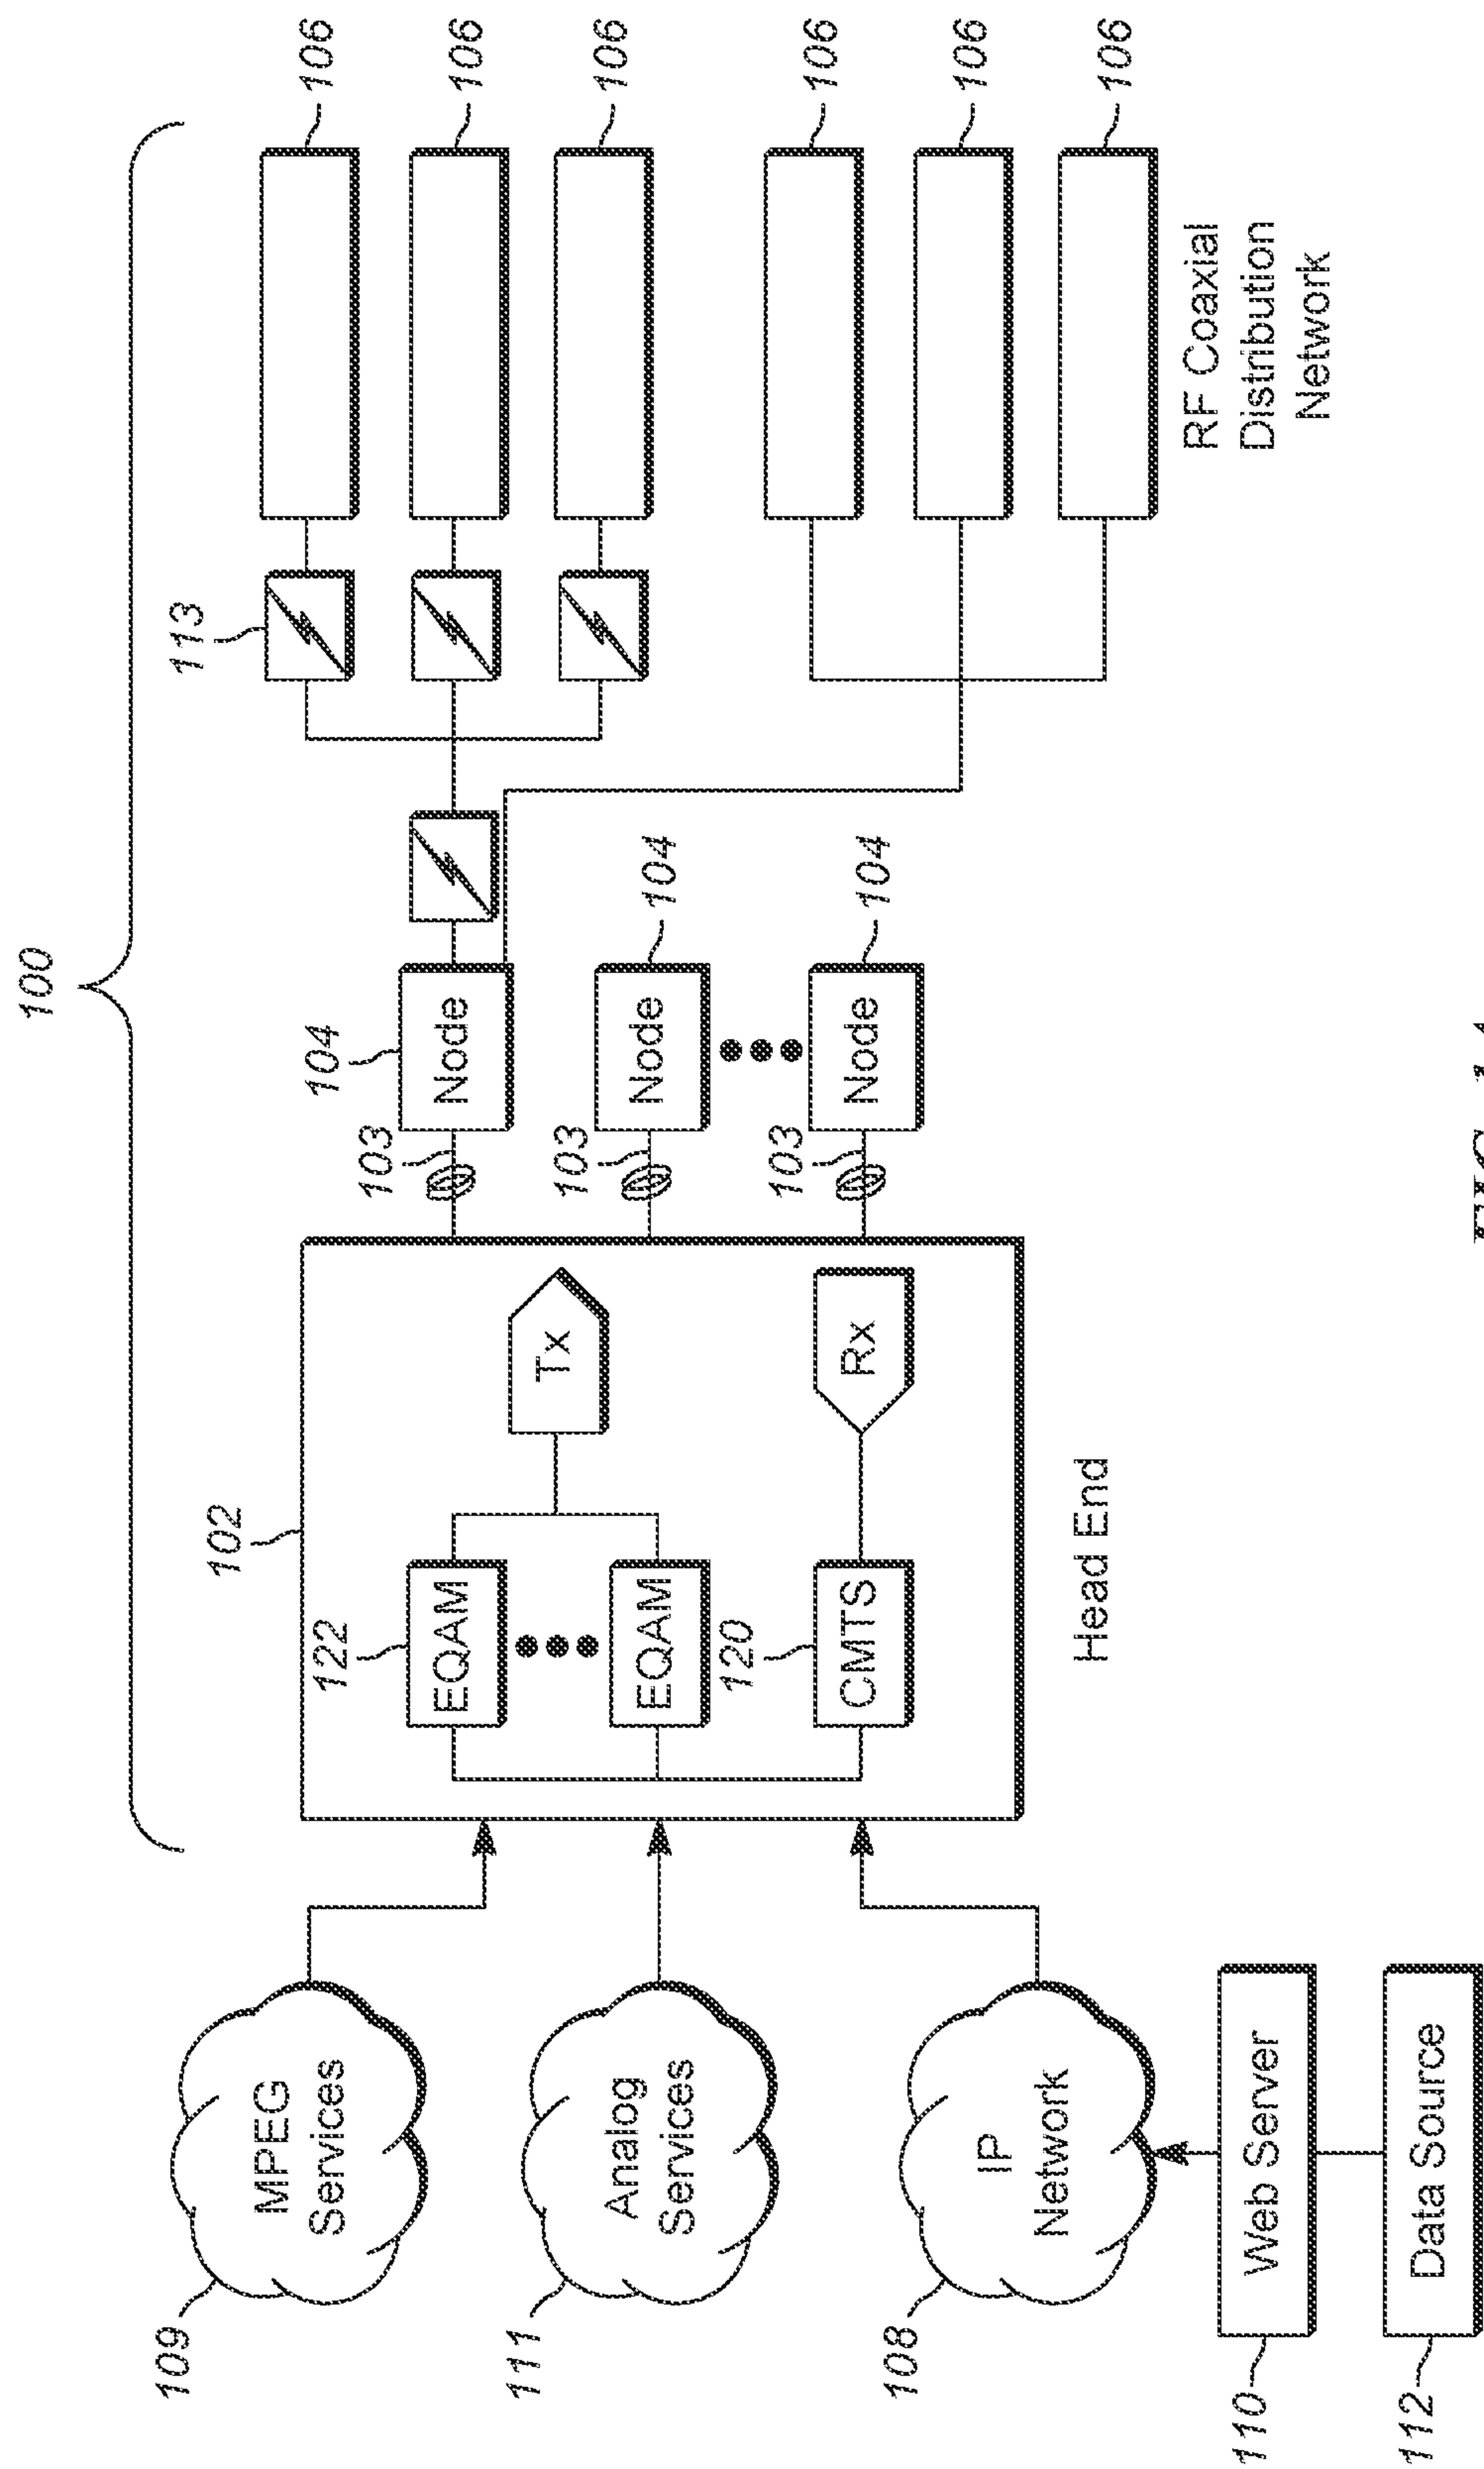 100
102
122
EQAM
EQAM
120
CMTS
Tx
Rx
Head End
103
103
103
104
Node
Node
104
Node
104
113
106
106
106
106
106
106
RF Coaxial
Distribution
Network
109
MPEG
Services
111
Analog
Services
108
IP
Network
110
Web Server
112
Data Source